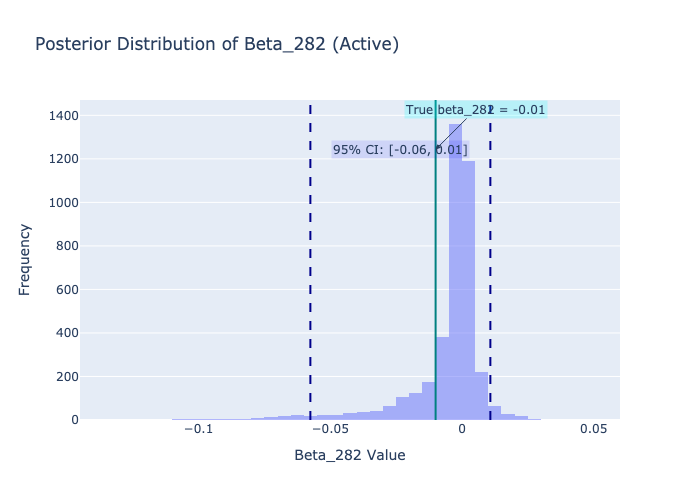 Posterior Distribution of Beta_282 (Active)
True beta_282 = -0.01
95% CI: [-0.06, 0.01]
1400
1200
1000
800
600
400
200
0
Frequency
−0.1
−0.05
0
0.05
Beta_282 Value